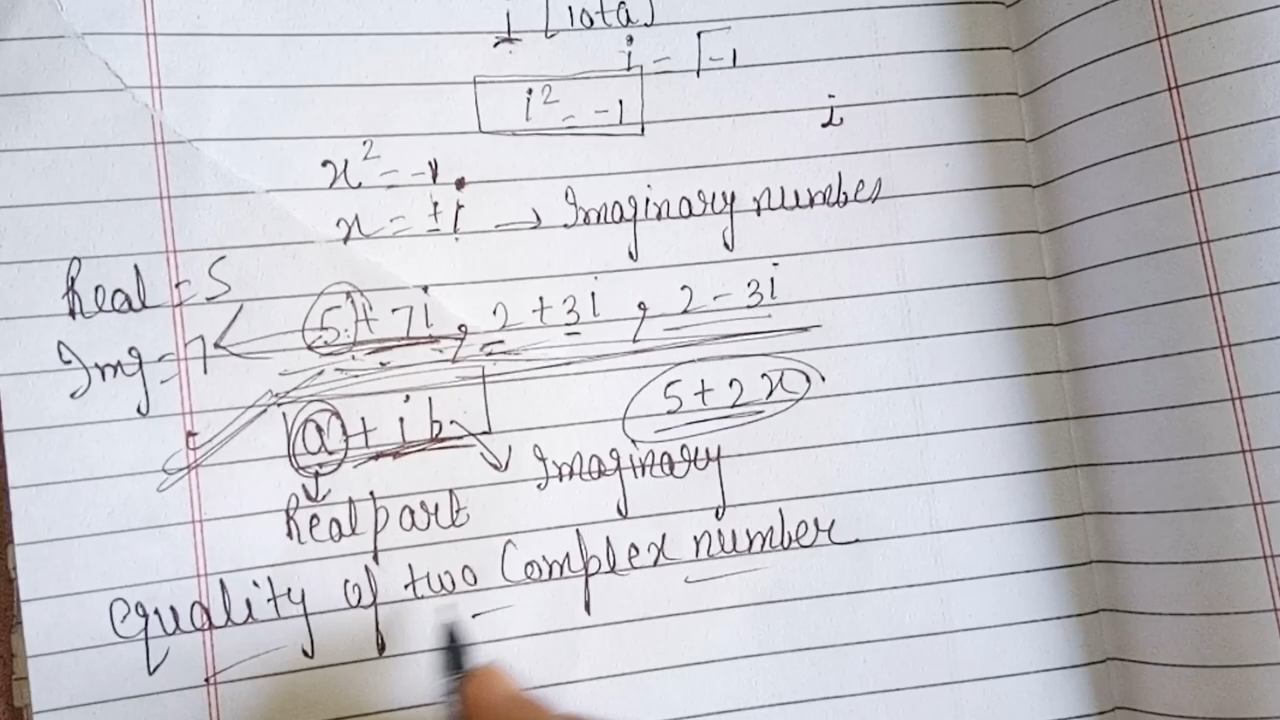 i [iota]
i = √-1
i² = -1
i
x² = -1
x = ±i → Imaginary number
Real = 5
5 + 7i , 2 + 3i , 2 - 3i
Img = 7
5 + 2x
a + ib
Imaginary
Real part
equality of two Complex number